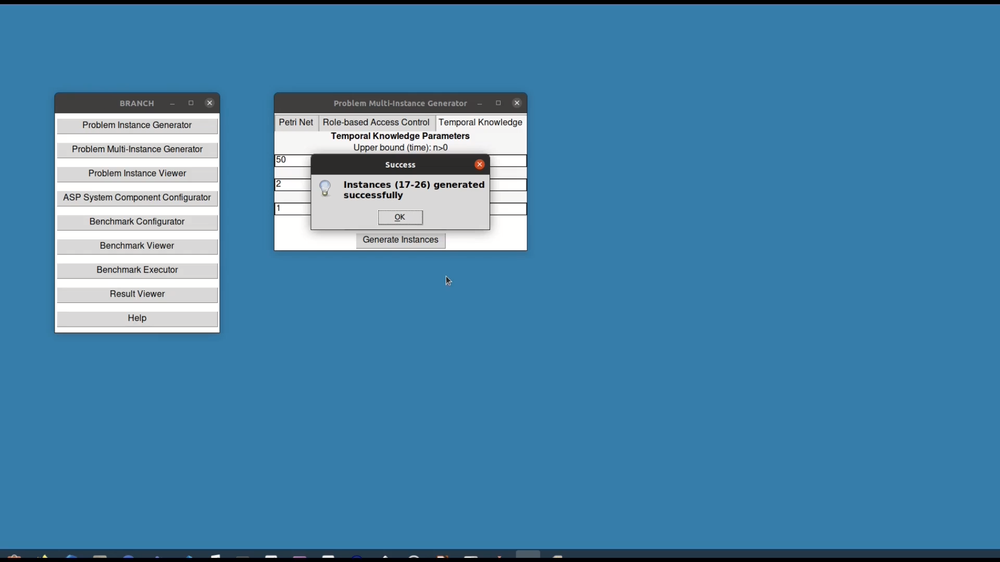 BRANCH
Problem Instance Generator
Problem Multi-Instance Generator
Problem Instance Viewer
ASP System Component Configurator
Benchmark Configurator
Benchmark Viewer
Benchmark Executor
Result Viewer
Help
Problem Multi-Instance Generator
Petri Net Role-based Access Control Temporal Knowledge
Temporal Knowledge Parameters
Upper bound (time): n>0
50
2
1
Success
Instances (17-26) generated
successfully
OK
Generate Instances